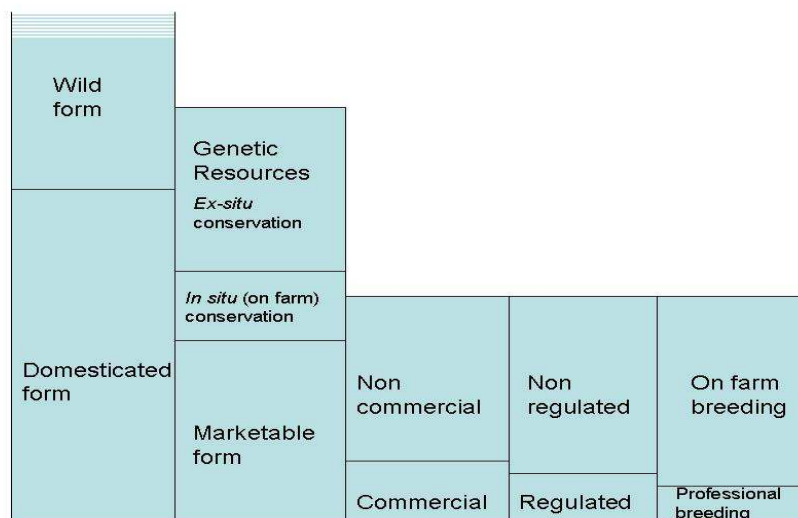 Wild
form
Domesticated
form
Genetic
Resources
Ex-situ
conservation
In situ (on farm)
conservation
Marketable
form
Non
commercial
Commercial
Non
regulated
Regulated
On farm
breeding
Professional
breeding